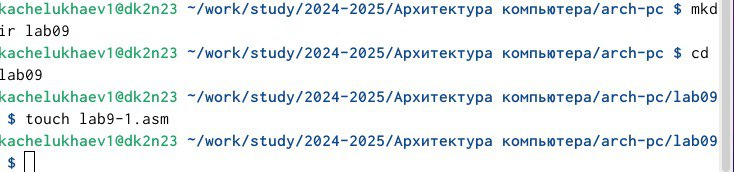 kachelukhaev1@dk2n23 ~/work/study/2024-2025/Архитектура компьютера/arch-pc $ mkd
ir lab09
kachelukhaev1@dk2n23 ~/work/study/2024-2025/Архитектура компьютера/arch-pc $ cd
lab09
kachelukhaev1@dk2n23 ~/work/study/2024-2025/Архитектура компьютера/arch-pc/lab09
$ touch lab9-1.asm
kachelukhaev1@dk2n23 ~/work/study/2024-2025/Архитектура компьютера/arch-pc/lab09
$